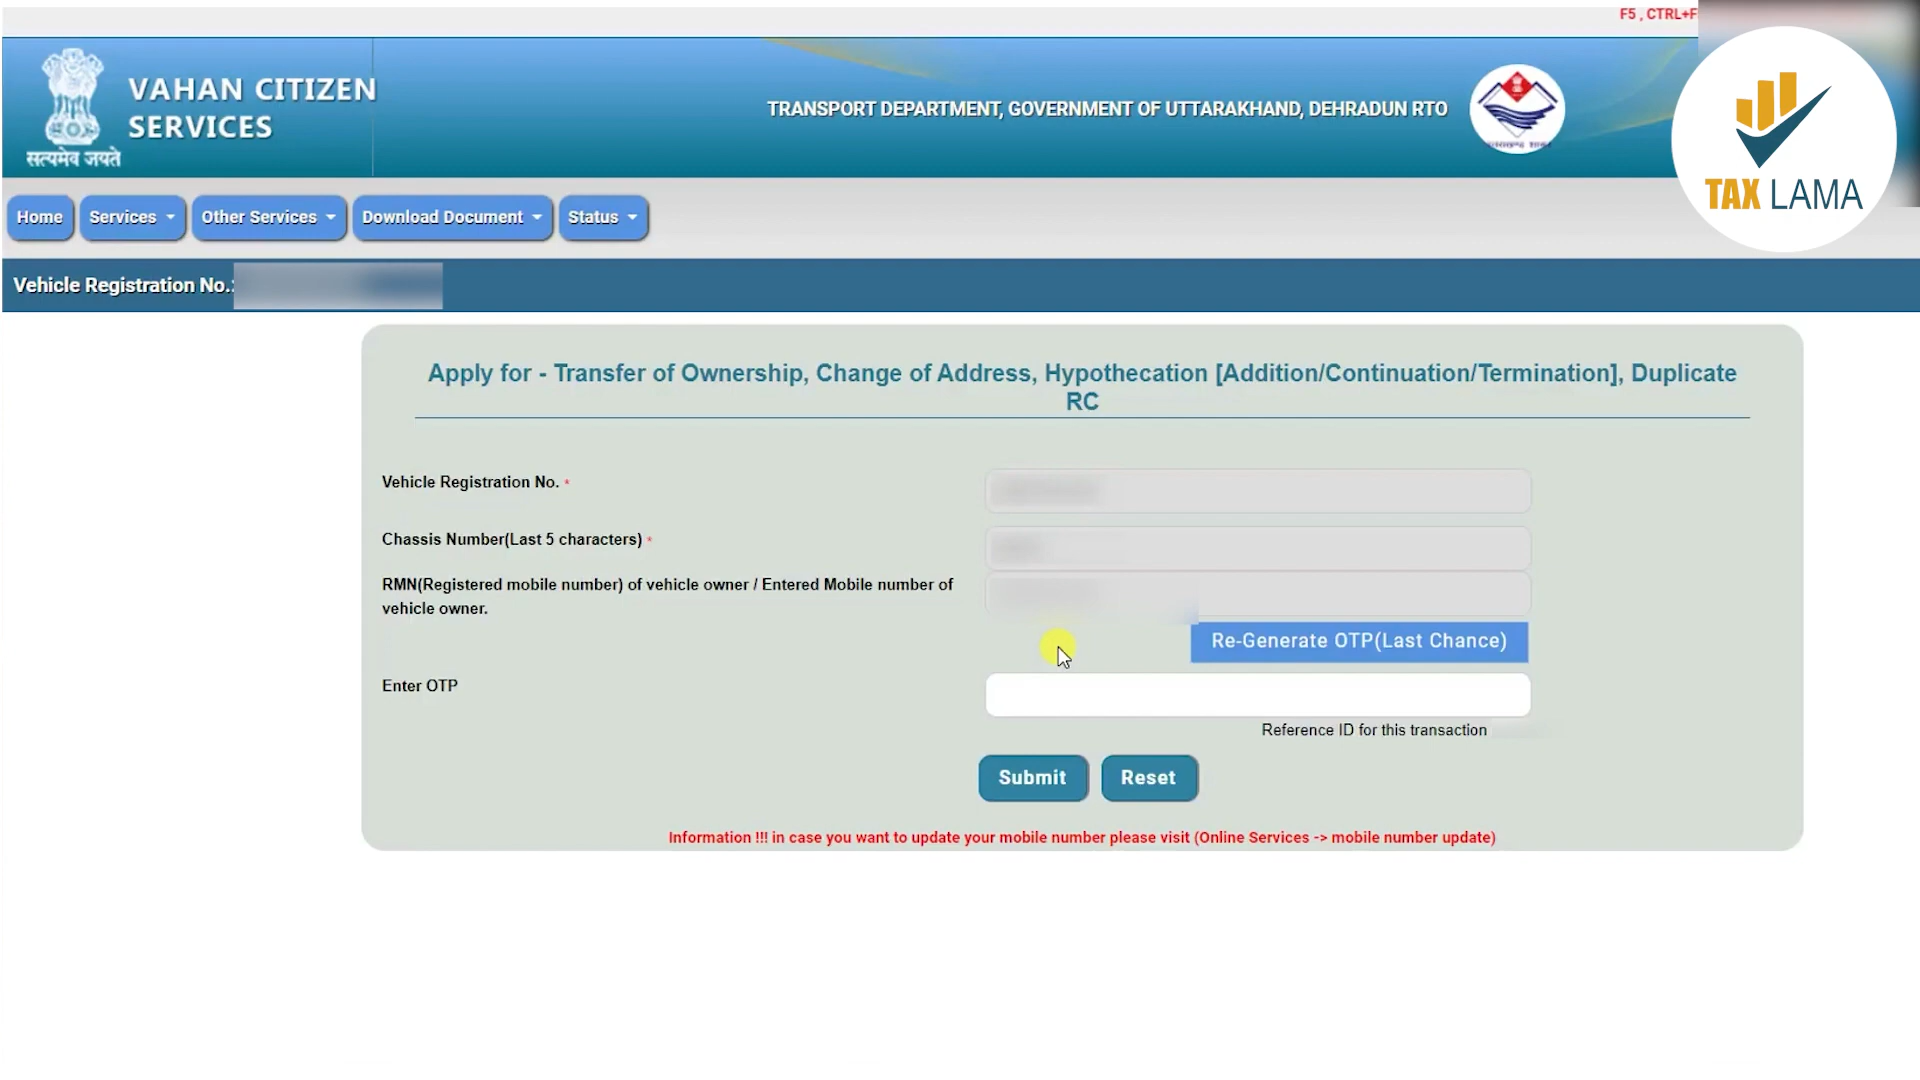 F5 , CTRL+F
VAHAN CITIZEN
SERVICES
सत्यमेव जयते
TRANSPORT DEPARTMENT, GOVERNMENT OF UTTARAKHAND, DEHRADUN RTO
TAX LAMA
Home
Services
Other Services
Download Document
Status
Vehicle Registration No.:
Apply for - Transfer of Ownership, Change of Address, Hypothecation [Addition/Continuation/Termination], Duplicate
RC
Vehicle Registration No. *
Chassis Number(Last 5 characters) *
RMN(Registered mobile number) of vehicle owner / Entered Mobile number of
vehicle owner.
Re-Generate OTP(Last Chance)
Enter OTP
Reference ID for this transaction
Submit
Reset
Information !!! in case you want to update your mobile number please visit (Online Services -> mobile number update)